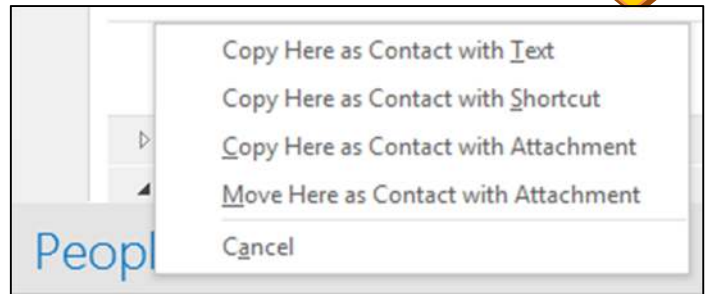 Copy Here as Contact with Text
Copy Here as Contact with Shortcut
Copy Here as Contact with Attachment
Move Here as Contact with Attachment
Cancel
Peopl